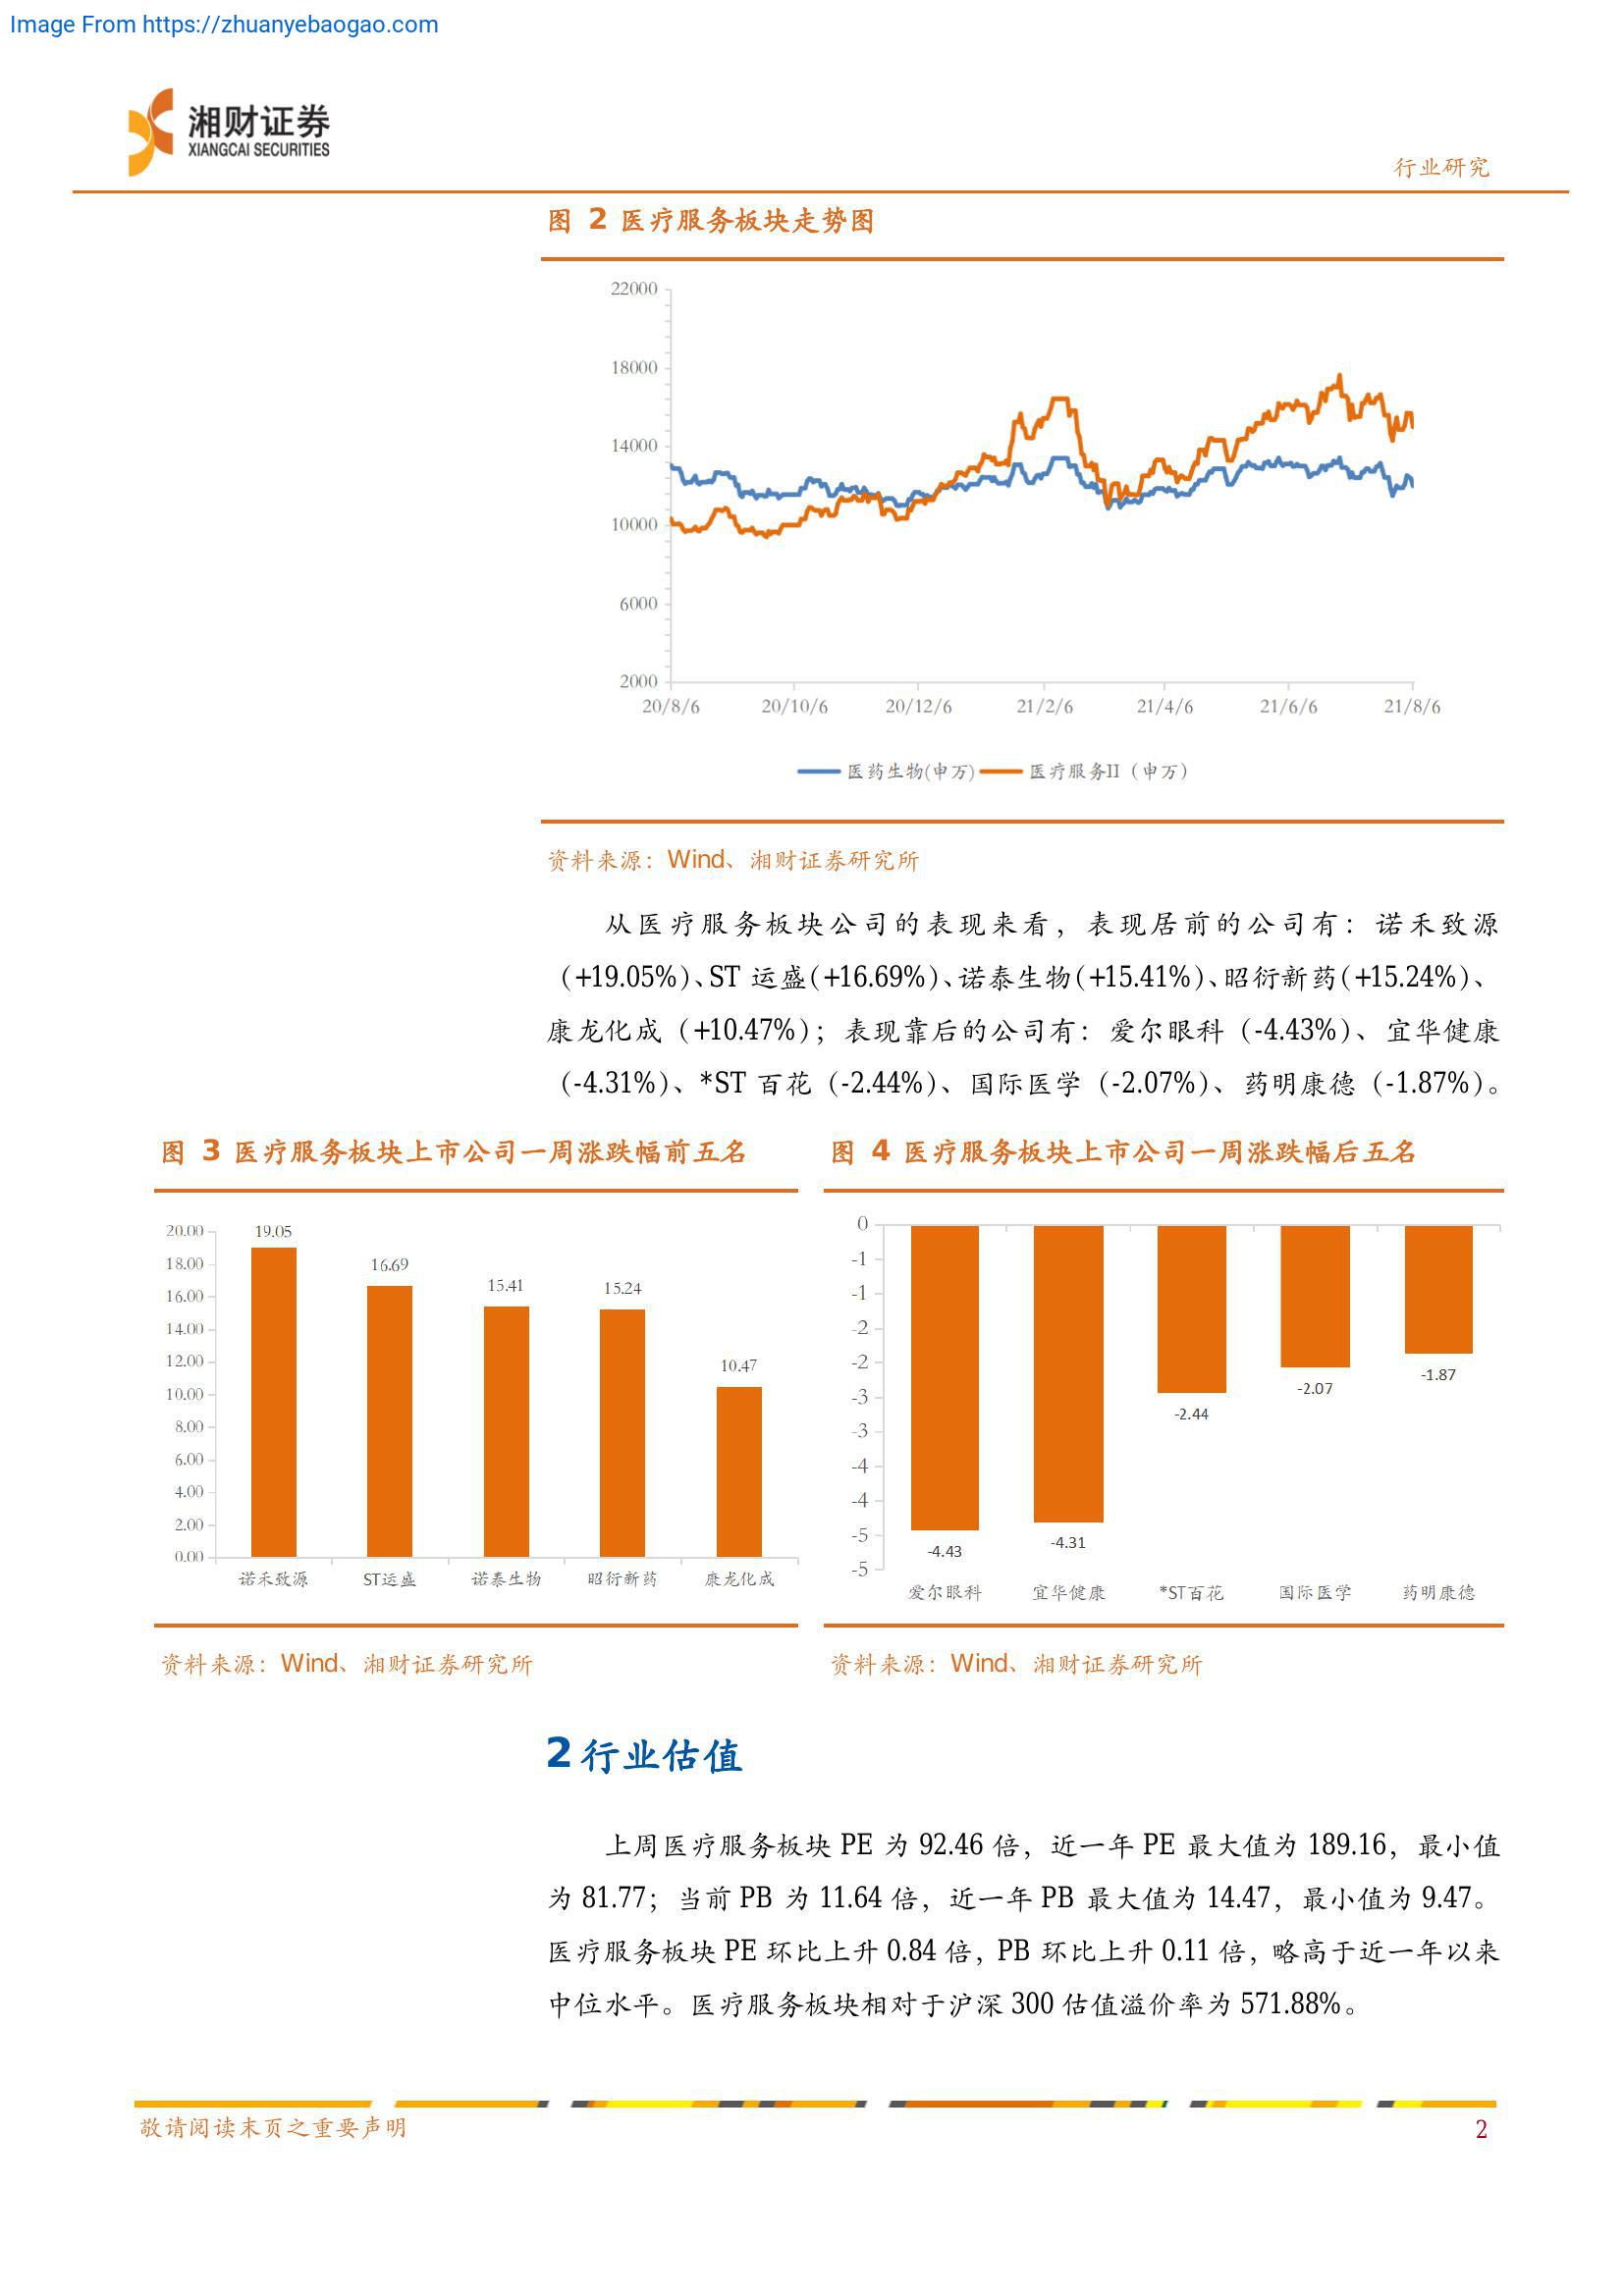 Image From https://zhuanyebaogao.com
湘财证券
XIANGCAI SECURITIES
行业研究
图 2 医疗服务板块走势图
22000
18000
14000
10000
6000
2000
20/8/6 20/10/6 20/12/6 21/2/6 21/4/6 21/6/6 21/8/6
医药生物(申万) 医疗服务II（申万）
资料来源：Wind、湘财证券研究所
从医疗服务板块公司的表现来看，表现居前的公司有：诺禾致源
（+19.05%）、ST 运盛（+16.69%）、诺泰生物（+15.41%）、昭衍新药（+15.24%）、
康龙化成（+10.47%）；表现靠后的公司有：爱尔眼科（-4.43%）、宜华健康
（-4.31%）、*ST 百花（-2.44%）、国际医学（-2.07%）、药明康德（-1.87%）。
图 3 医疗服务板块上市公司一周涨跌幅前五名
20.00
18.00
16.00
14.00
12.00
10.00
8.00
6.00
4.00
2.00
0.00
19.05
16.69
15.41
15.24
10.47
诺禾致源 ST运盛 诺泰生物 昭衍新药 康龙化成
资料来源：Wind、湘财证券研究所
图 4 医疗服务板块上市公司一周涨跌幅后五名
0
-1
-1
-2
-2
-3
-3
-4
-4
-5
-5
-4.43
-4.31
-2.44
-2.07
-1.87
爱尔眼科 宜华健康 *ST百花 国际医学 药明康德
资料来源：Wind、湘财证券研究所
2 行业估值
上周医疗服务板块 PE 为 92.46 倍，近一年 PE 最大值为 189.16，最小值
为 81.77；当前 PB 为 11.64 倍，近一年 PB 最大值为 14.47，最小值为 9.47。
医疗服务板块 PE 环比上升 0.84 倍，PB 环比上升 0.11 倍，略高于近一年以来
中位水平。医疗服务板块相对于沪深 300 估值溢价率为 571.88%。
敬请阅读末页之重要声明
2